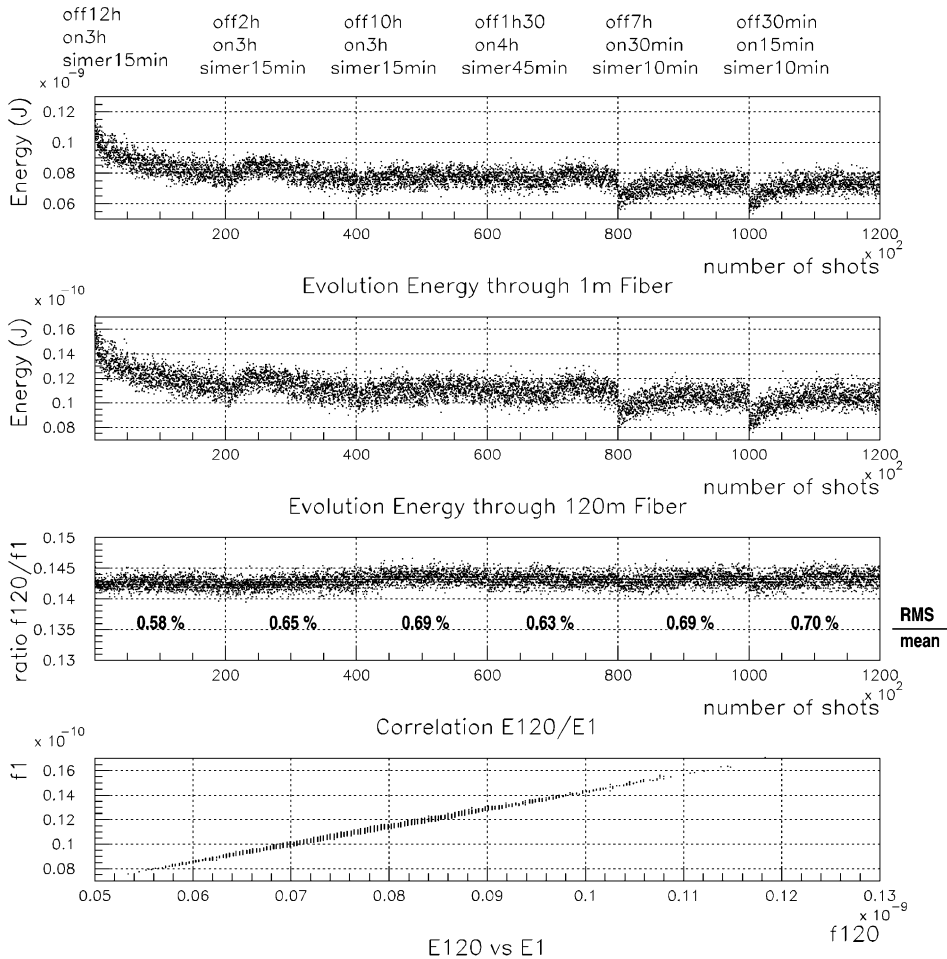 off12h
on3h
simer15min
off2h
on3h
simer15min
off10h
on3h
simer15min
off1h30
on4h
simer45min
off7h
on30min
simer10min
off30min
on15min
simer10min
x 10^-9
Energy (J)
0.12
0.1
0.08
0.06
200 400 600 800 1000 1200
x 10^2
number of shots
Evolution Energy through 1m Fiber
x 10^-10
Energy (J)
0.16
0.14
0.12
0.1
0.08
200 400 600 800 1000 1200
x 10^2
number of shots
Evolution Energy through 120m Fiber
ratio f120/f1
0.15
0.145
0.14
0.135
0.13
0.58 % 0.65 % 0.69 % 0.63 % 0.69 % 0.70 %
RMS
mean
200 400 600 800 1000 1200
x 10^2
number of shots
Correlation E120/E1
x 10^-10
f1
0.16
0.14
0.12
0.1
0.08
0.05 0.06 0.07 0.08 0.09 0.1 0.11 0.12 0.13
x 10^-9
f120
E120 vs E1